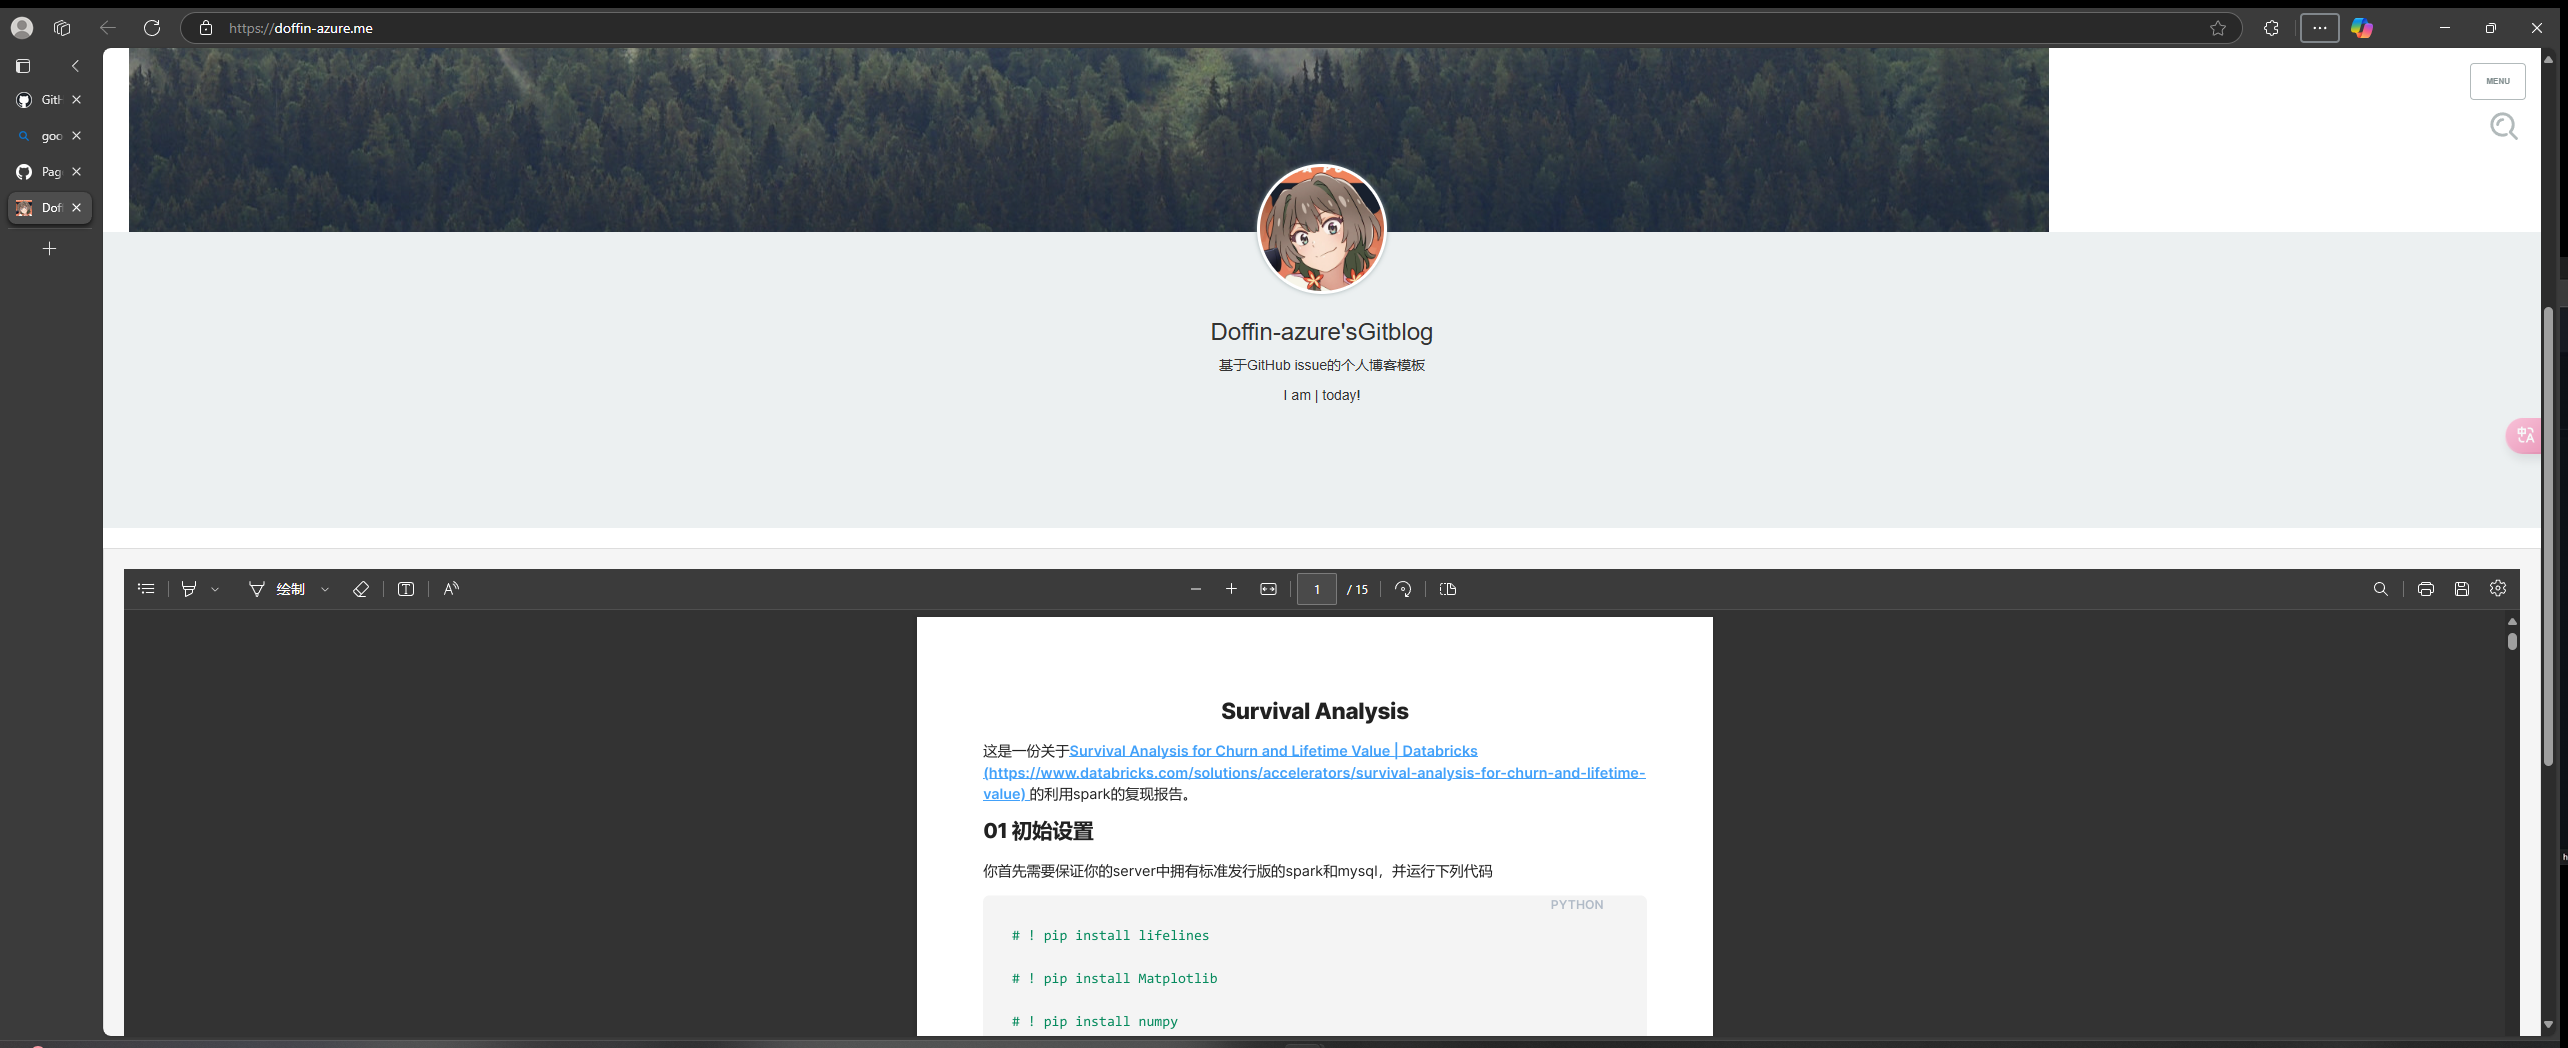 https://doffin-azure.me
GitH
goo
Pag
Dof
MENU
Doffin-azure'sGitblog
基于GitHub issue的个人博客模板
I am | today!
绘制
1 / 15
Survival Analysis
这是一份关于Survival Analysis for Churn and Lifetime Value | Databricks
(https://www.databricks.com/solutions/accelerators/survival-analysis-for-churn-and-lifetime-
value) 的利用spark的复现报告。
01 初始设置
你首先需要保证你的server中拥有标准发行版的spark和mysql，并运行下列代码
PYTHON
# ! pip install lifelines
# ! pip install Matplotlib
# ! pip install numpy